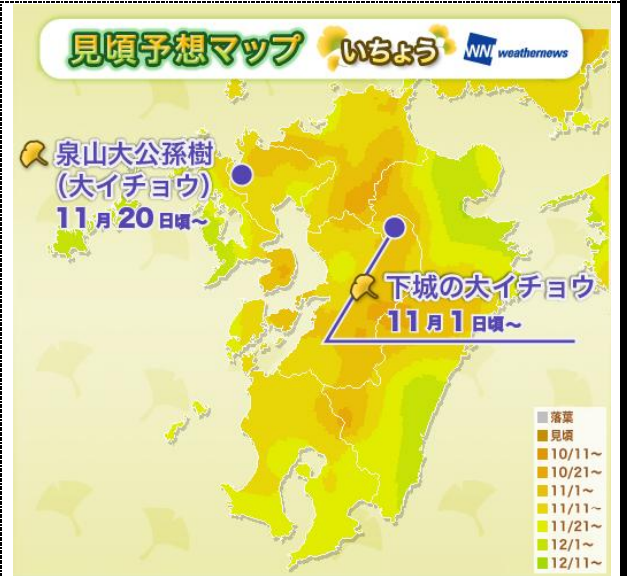 見頃予想マップ いちょう WNI weathernews
泉山大公孫樹
(大イチョウ)
11月20日頃〜
下城の大イチョウ
11月1日頃〜
落葉
見頃
10/11〜
10/21〜
11/1〜
11/11〜
11/21〜
12/1〜
12/11〜